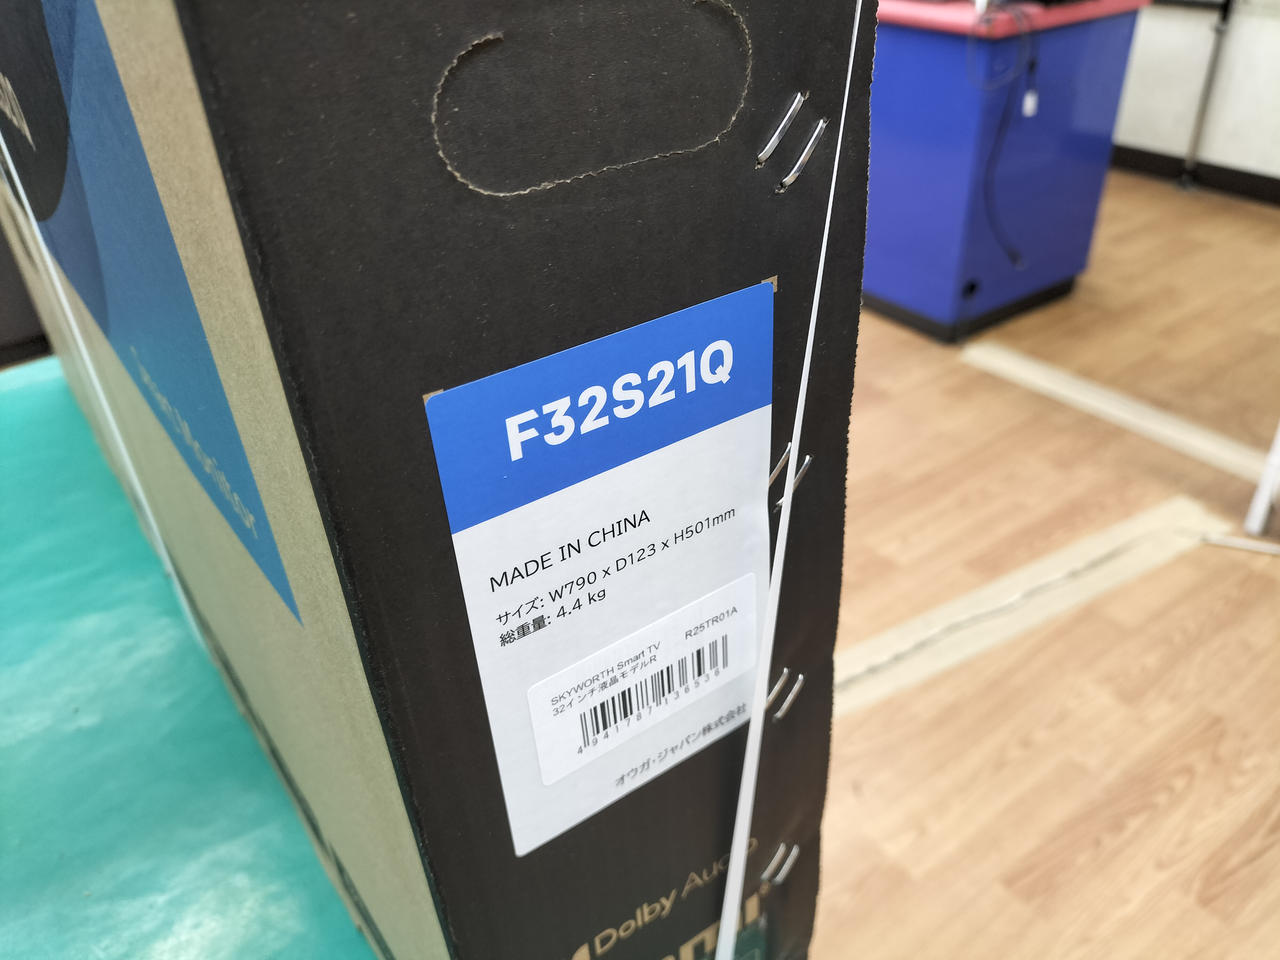 F32S21Q
MADE IN CHINA
サイズ: W790 x D123 x H501mm
総重量: 4.4 kg
SKYWORTH Smart TV R25TR01A
32インチ液晶モデルR
4941787136536
オウガ・ジャパン株式会社
Dolby Audio